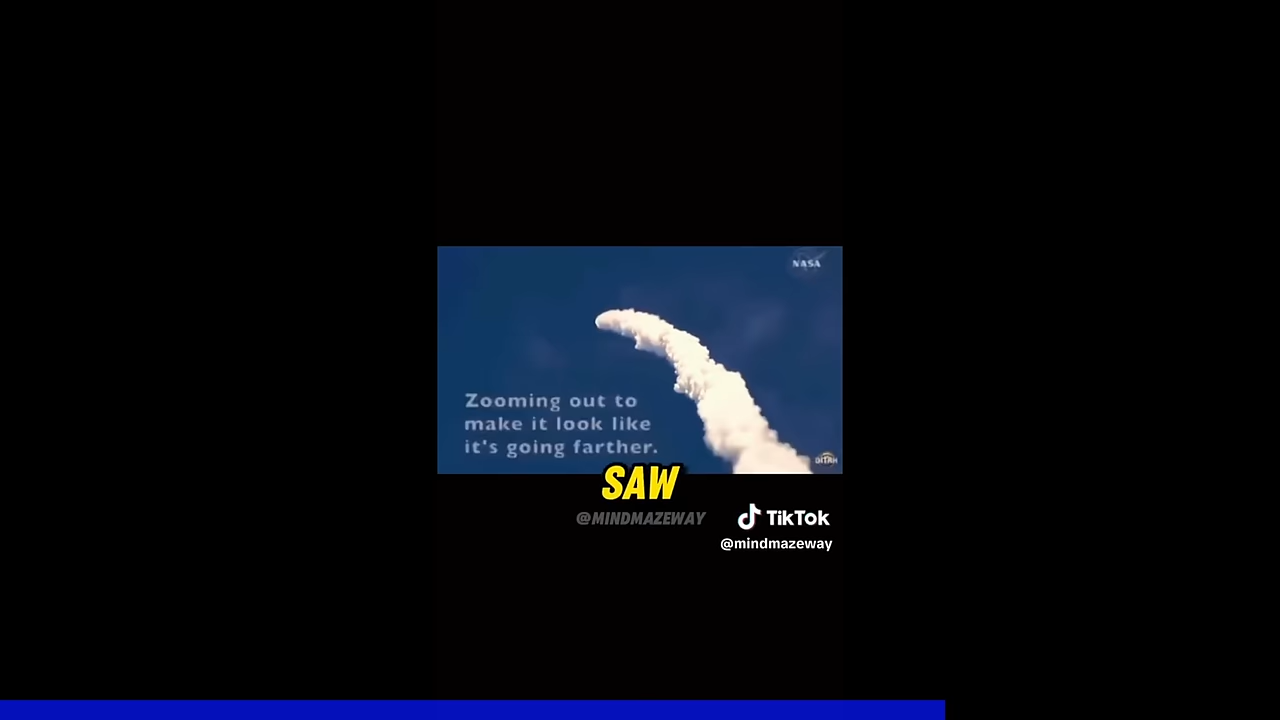 NASA
Zooming out to
make it look like
it's going farther.
SAW
@MINDMAZEWAY
TikTok
@mindmazeway